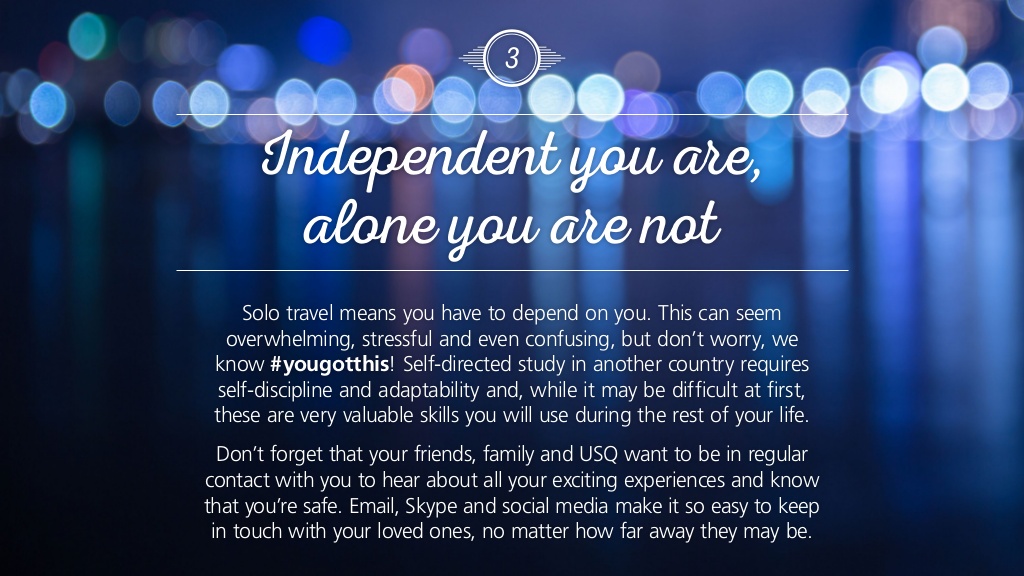 3
Independent you are,
alone you are not
Solo travel means you have to depend on you. This can seem
overwhelming, stressful and even confusing, but don’t worry, we
know #yougotthis! Self-directed study in another country requires
self-discipline and adaptability and, while it may be difficult at first,
these are very valuable skills you will use during the rest of your life.
Don’t forget that your friends, family and USQ want to be in regular
contact with you to hear about all your exciting experiences and know
that you’re safe. Email, Skype and social media make it so easy to keep
in touch with your loved ones, no matter how far away they may be.